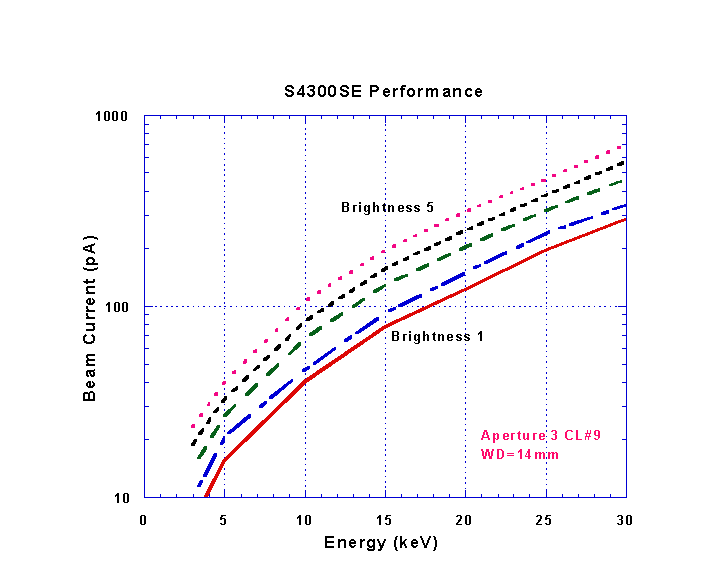 S4300SE Performance
1000
Brightness 5
Beam Current (pA)
100
Brightness 1
Aperture 3 CL#9
WD=14mm
10
0 5 10 15 20 25 30
Energy (keV)